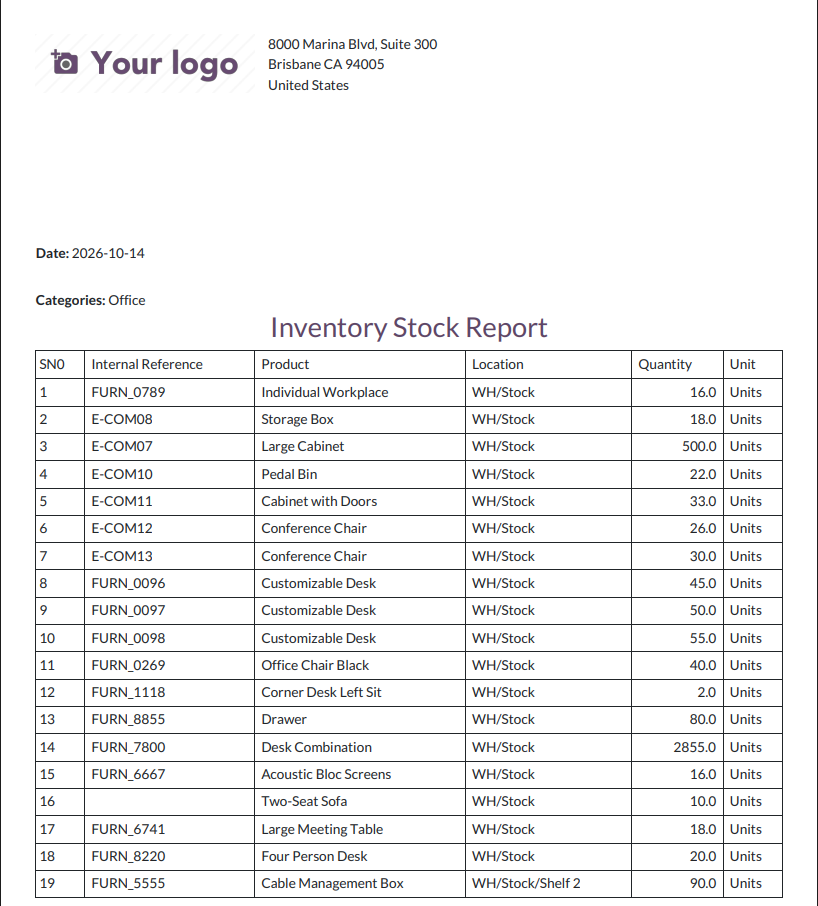 Your logo
8000 Marina Blvd, Suite 300
Brisbane CA 94005
United States
Date: 2026-10-14
Categories: Office
Inventory Stock Report
SN0 Internal Reference Product Location Quantity Unit
1 FURN_0789 Individual Workplace WH/Stock 16.0 Units
2 E-COM08 Storage Box WH/Stock 18.0 Units
3 E-COM07 Large Cabinet WH/Stock 500.0 Units
4 E-COM10 Pedal Bin WH/Stock 22.0 Units
5 E-COM11 Cabinet with Doors WH/Stock 33.0 Units
6 E-COM12 Conference Chair WH/Stock 26.0 Units
7 E-COM13 Conference Chair WH/Stock 30.0 Units
8 FURN_0096 Customizable Desk WH/Stock 45.0 Units
9 FURN_0097 Customizable Desk WH/Stock 50.0 Units
10 FURN_0098 Customizable Desk WH/Stock 55.0 Units
11 FURN_0269 Office Chair Black WH/Stock 40.0 Units
12 FURN_1118 Corner Desk Left Sit WH/Stock 2.0 Units
13 FURN_8855 Drawer WH/Stock 80.0 Units
14 FURN_7800 Desk Combination WH/Stock 2855.0 Units
15 FURN_6667 Acoustic Bloc Screens WH/Stock 16.0 Units
16 Two-Seat Sofa WH/Stock 10.0 Units
17 FURN_6741 Large Meeting Table WH/Stock 18.0 Units
18 FURN_8220 Four Person Desk WH/Stock 20.0 Units
19 FURN_5555 Cable Management Box WH/Stock/Shelf 2 90.0 Units